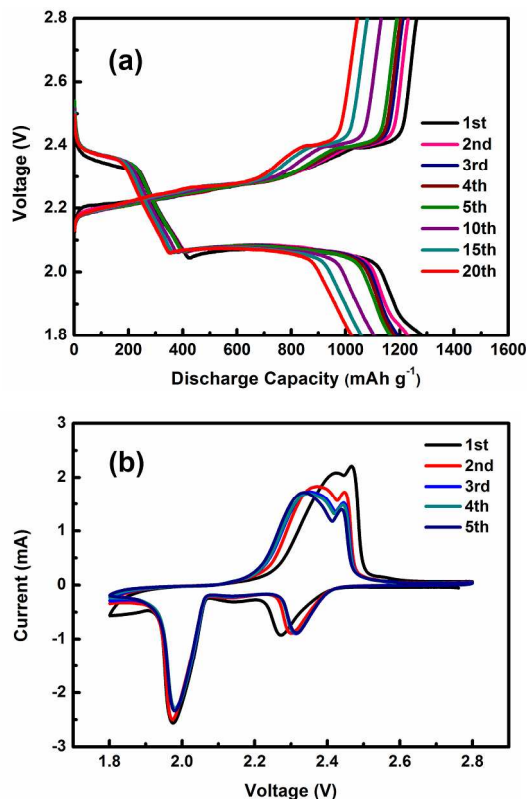 (a)
Voltage (V)
2.8
2.6
2.4
2.2
2.0
1.8
1st
2nd
3rd
4th
5th
10th
15th
20th
0 200 400 600 800 1000 1200 1400 1600
Discharge Capacity (mAh g⁻¹)
(b)
Current (mA)
3
2
1
0
-1
-2
-3
1st
2nd
3rd
4th
5th
1.8 2.0 2.2 2.4 2.6 2.8
Voltage (V)